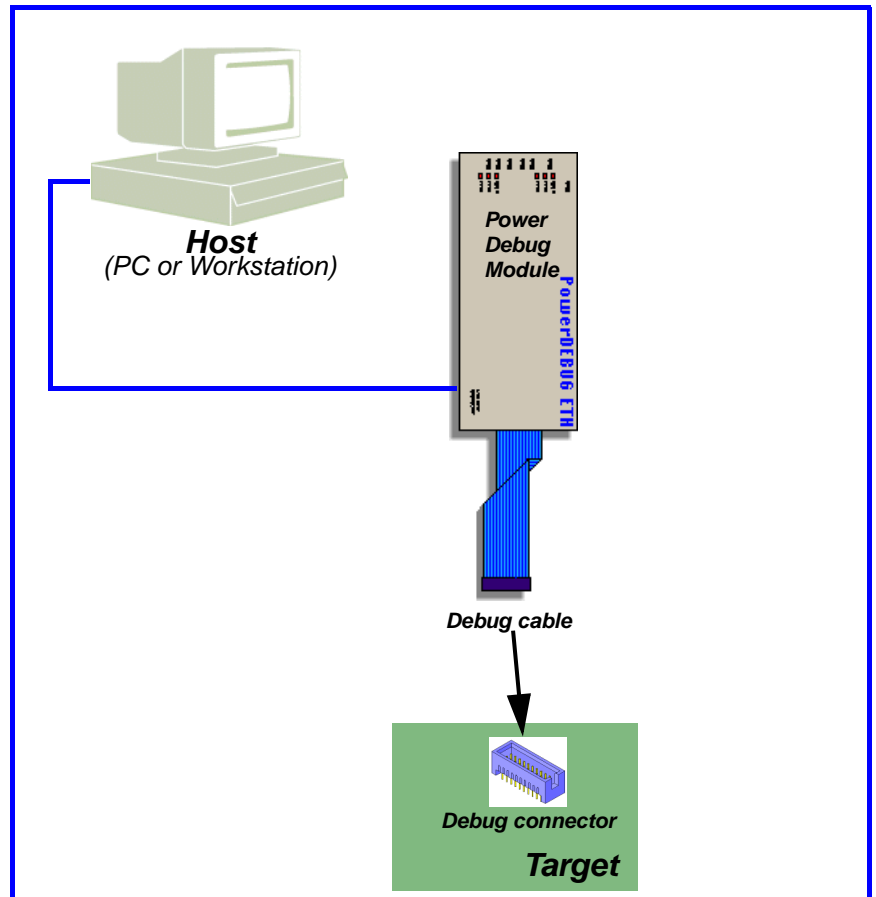 Host
(PC or Workstation)
Power
Debug
Module
PowerDEBUG ETH
Debug cable
Debug connector
Target